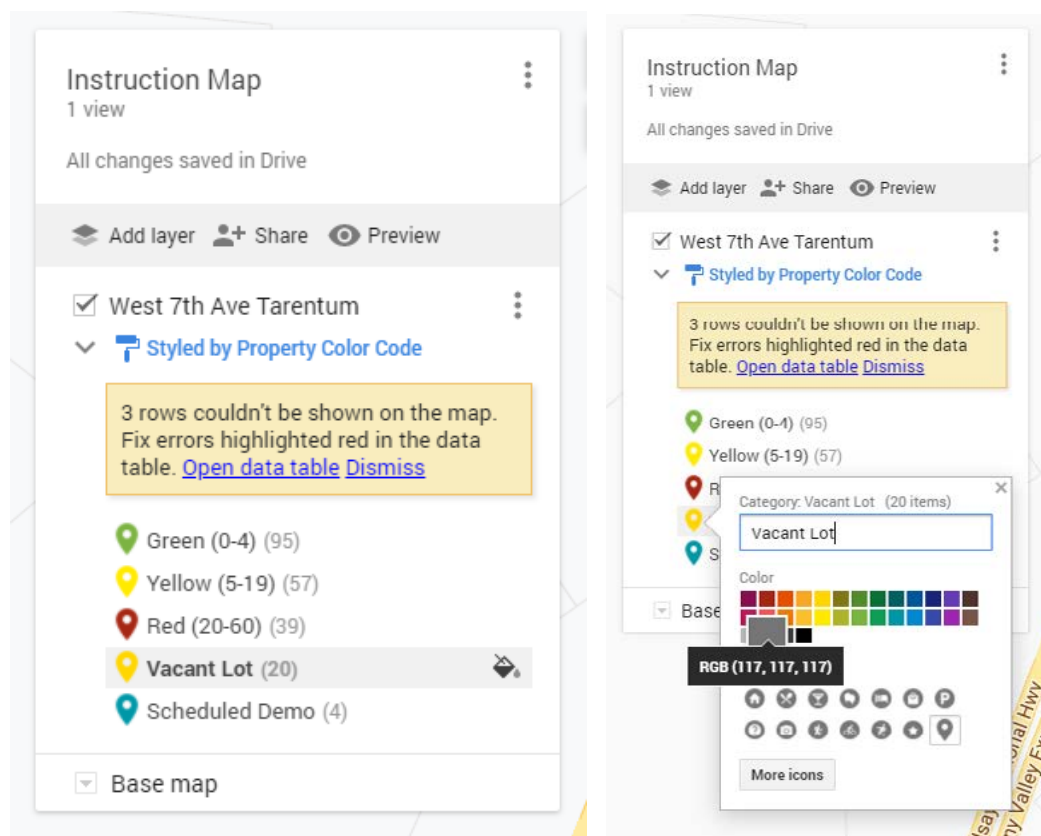 Instruction Map
1 view
All changes saved in Drive
Add layer Share Preview
West 7th Ave Tarentum
Styled by Property Color Code
3 rows couldn't be shown on the map.
Fix errors highlighted red in the data
table. Open data table Dismiss
Green (0-4) (95)
Yellow (5-19) (57)
Red (20-60) (39)
Vacant Lot (20)
Scheduled Demo (4)
Base map
Instruction Map
1 view
All changes saved in Drive
Add layer Share Preview
West 7th Ave Tarentum
Styled by Property Color Code
3 rows couldn't be shown on the map.
Fix errors highlighted red in the data
table. Open data table Dismiss
Green (0-4) (95)
Yellow (5-19) (57)
R
S
Base
Category: Vacant Lot (20 items)
Vacant Lot
Color
RGB (117, 117, 117)
P
More icons
Hwy
Valley